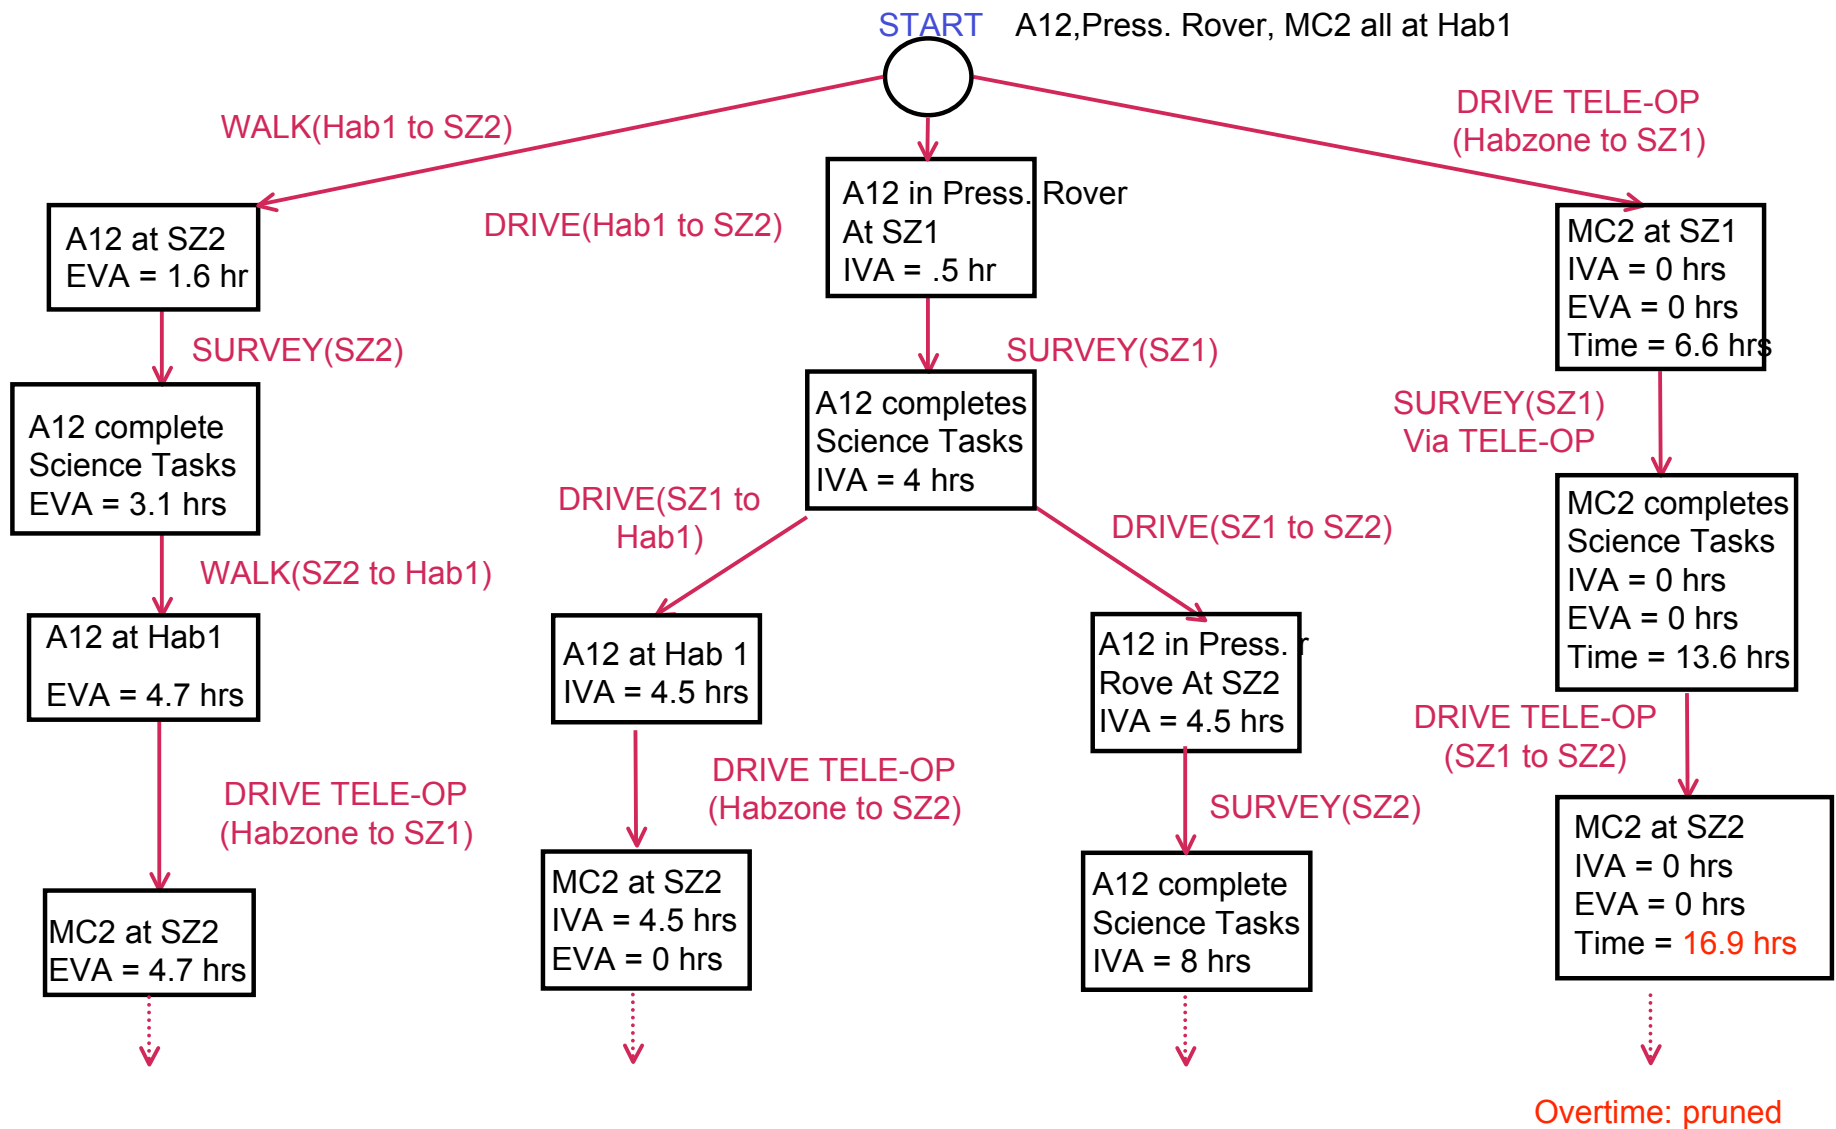 START A12,Press. Rover, MC2 all at Hab1
WALK(Hab1 to SZ2)
DRIVE TELE-OP
(Habzone to SZ1)
DRIVE(Hab1 to SZ2)
A12 at SZ2
EVA = 1.6 hr
A12 in Press. Rover
At SZ1
IVA = .5 hr
MC2 at SZ1
IVA = 0 hrs
EVA = 0 hrs
Time = 6.6 hrs
SURVEY(SZ2)
SURVEY(SZ1)
SURVEY(SZ1)
Via TELE-OP
A12 complete
Science Tasks
EVA = 3.1 hrs
A12 completes
Science Tasks
IVA = 4 hrs
MC2 completes
Science Tasks
IVA = 0 hrs
EVA = 0 hrs
Time = 13.6 hrs
WALK(SZ2 to Hab1)
DRIVE(SZ1 to
Hab1)
DRIVE(SZ1 to SZ2)
DRIVE TELE-OP
(SZ1 to SZ2)
A12 at Hab1
EVA = 4.7 hrs
A12 at Hab 1
IVA = 4.5 hrs
A12 in Press. r
Rove At SZ2
IVA = 4.5 hrs
MC2 at SZ2
IVA = 0 hrs
EVA = 0 hrs
Time = 16.9 hrs
DRIVE TELE-OP
(Habzone to SZ1)
DRIVE TELE-OP
(Habzone to SZ2)
SURVEY(SZ2)
MC2 at SZ2
EVA = 4.7 hrs
MC2 at SZ2
IVA = 4.5 hrs
EVA = 0 hrs
A12 complete
Science Tasks
IVA = 8 hrs
Overtime: pruned